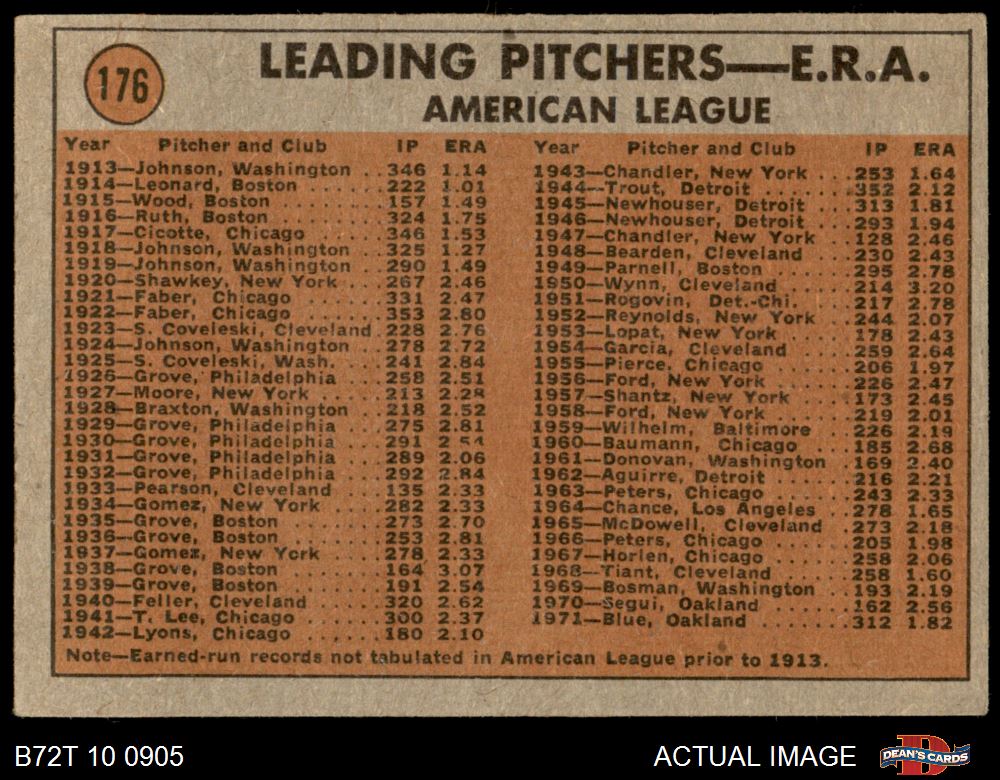 176
LEADING PITCHERS—E.R.A.
AMERICAN LEAGUE
Year Pitcher and Club IP ERA
1913—Johnson, Washington ..346 1.14
1914—Leonard, Boston .......222 1.01
1915—Wood, Boston .........157 1.49
1916—Ruth, Boston .........324 1.75
1917—Cicotte, Chicago ......346 1.53
1918—Johnson, Washington ..325 1.27
1919—Johnson, Washington ..290 1.49
1920—Shawkey, New York ...267 2.46
1921—Faber, Chicago .......331 2.47
1922—Faber, Chicago .......353 2.80
1923—S. Coveleski, Cleveland.228 2.76
1924—Johnson, Washington ..278 2.72
1925—S. Coveleski, Wash. ...241 2.84
1926—Grove, Philadelphia ...258 2.51
1927—Moore, New York .....213 2.28
1928—Braxton, Washington ..218 2.52
1929—Grove, Philadelphia ...275 2.81
1930—Grove, Philadelphia ...291 2.54
1931—Grove, Philadelphia ...289 2.06
1932—Grove, Philadelphia ...292 2.84
1933—Pearson, Cleveland ....135 2.33
1934—Gomez, New York .....282 2.33
1935—Grove, Boston ........273 2.70
1936—Grove, Boston ........253 2.81
1937—Gomez, New York .....278 2.33
1938—Grove, Boston ........164 3.07
1939—Grove, Boston ........191 2.54
1940—Feller, Cleveland ......320 2.62
1941—T. Lee, Chicago .......300 2.37
1942—Lyons, Chicago .......180 2.10
Year Pitcher and Club IP ERA
1943—Chandler, New York ...253 1.64
1944—Trout, Detroit ........352 2.12
1945—Newhouser, Detroit ...313 1.81
1946—Newhouser, Detroit ...293 1.94
1947—Chandler, New York ...128 2.46
1948—Bearden, Cleveland ....230 2.43
1949—Parnell, Boston .......295 2.78
1950—Wynn, Cleveland ......214 3.20
1951—Rogovin, Det.-Chi. ....217 2.78
1952—Reynolds, New York ...244 2.07
1953—Lopat, New York ......178 2.43
1954—Garcia, Cleveland .....259 2.64
1955—Pierce, Chicago .......206 1.97
1956—Ford, New York .......226 2.47
1957—Shantz, New York .....173 2.45
1958—Ford, New York .......219 2.01
1959—Wilhelm, Baltimore ...226 2.19
1960—Baumann, Chicago ....185 2.68
1961—Donovan, Washington .169 2.40
1962—Aguirre, Detroit ......216 2.21
1963—Peters, Chicago .......243 2.33
1964—Chance, Los Angeles ..278 1.65
1965—McDowell, Cleveland ..273 2.18
1966—Peters, Chicago .......205 1.98
1967—Horlen, Chicago .......258 2.06
1968—Tiant, Cleveland ......258 1.60
1969—Bosman, Washington ..193 2.19
1970—Segui, Oakland .......162 2.56
1971—Blue, Oakland ........312 1.82
Note—Earned-run records not tabulated in American League prior to 1913.
B72T 10 0905 ACTUAL IMAGE
D
DEAN'S CARDS